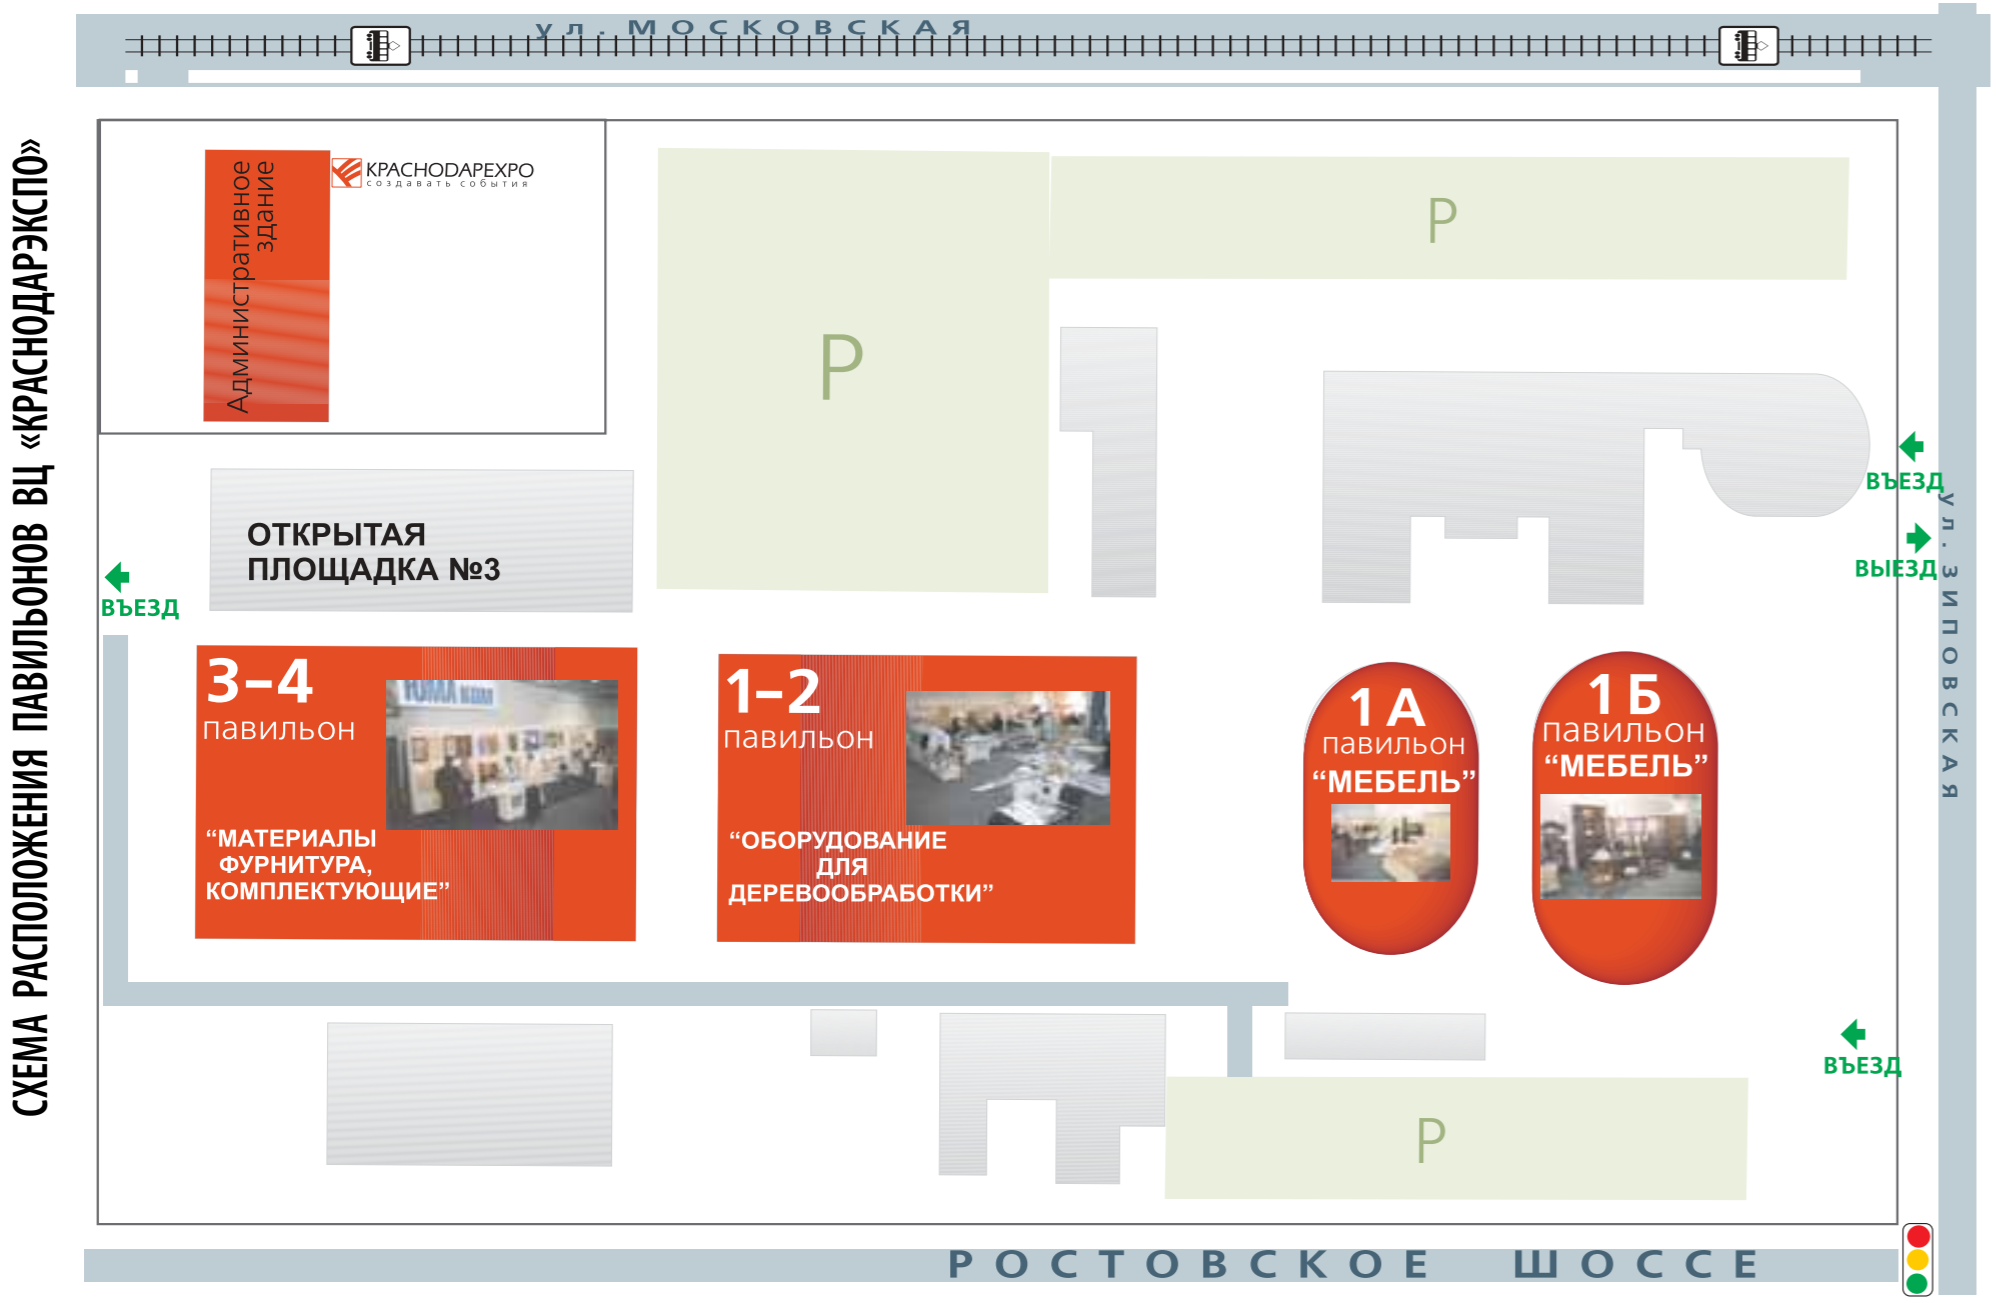 СХЕМА РАСПОЛОЖЕНИЯ ПАВИЛЬОНОВ ВЦ «КРАСНОДАРЭКСПО»
ул. МОСКОВСКАЯ
Административное
здание
КРАСНОДАРEXPO
создавать события
P
P
ОТКРЫТАЯ
ПЛОЩАДКА №3
ВЪЕЗД
ВЪЕЗД
ВЫЕЗД
ул. ЗИПОВСКАЯ
3–4
павильон
“МАТЕРИАЛЫ
ФУРНИТУРА,
КОМПЛЕКТУЮЩИЕ”
1–2
павильон
“ОБОРУДОВАНИЕ
ДЛЯ
ДЕРЕВООБРАБОТКИ”
1А
павильон
“МЕБЕЛЬ”
1Б
павильон
“МЕБЕЛЬ”
ВЪЕЗД
P
РОСТОВСКОЕ ШОССЕ